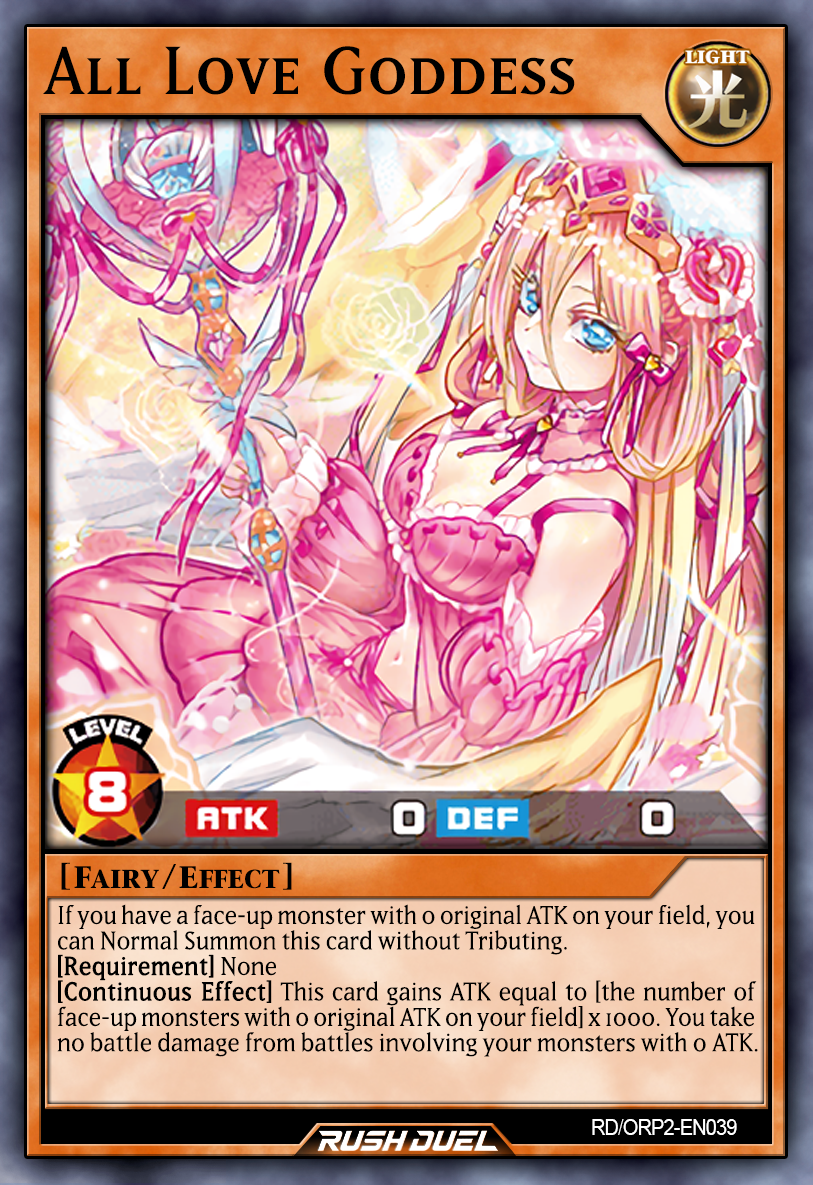 All Love Goddess
LIGHT
光
LEVEL
8
ATK 0 DEF 0
[Fairy/Effect]
If you have a face-up monster with 0 original ATK on your field, you
can Normal Summon this card without Tributing.
[Requirement] None
[Continuous Effect] This card gains ATK equal to [the number of
face-up monsters with 0 original ATK on your field] x 1000. You take
no battle damage from battles involving your monsters with 0 ATK.
RD/ORP2-EN039
RUSH DUEL